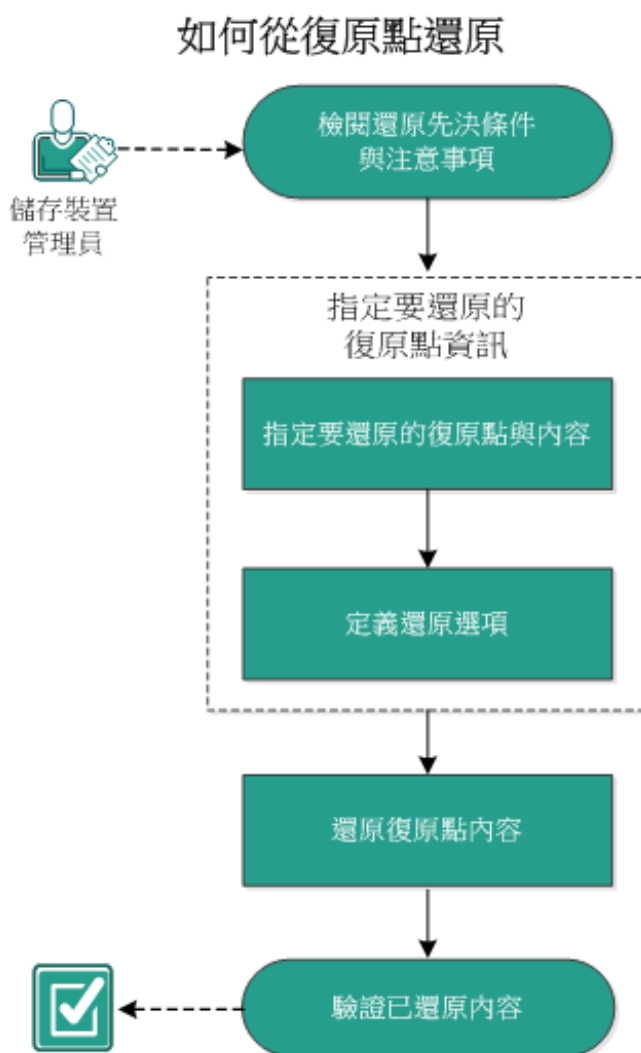 如何從復原點還原
檢閱還原先決條件
與注意事項
儲存裝置
管理員
指定要還原的
復原點資訊
指定要還原的復原點與內容
定義還原選項
還原復原點內容
驗證已還原內容